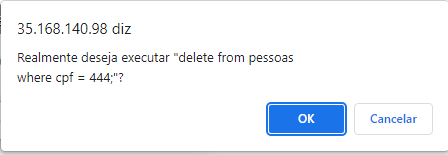 35.168.140.98 diz
Realmente deseja executar "delete from pessoas
where cpf = 444;"?
OK
Cancelar